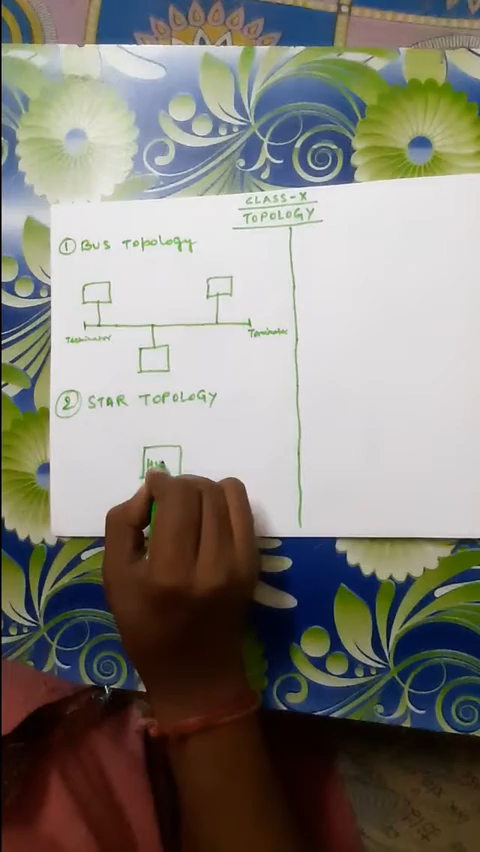 CLASS-X
TOPOLOGY
① BUS Topology
Terminator
Terminator
② STAR TOPOLOGY